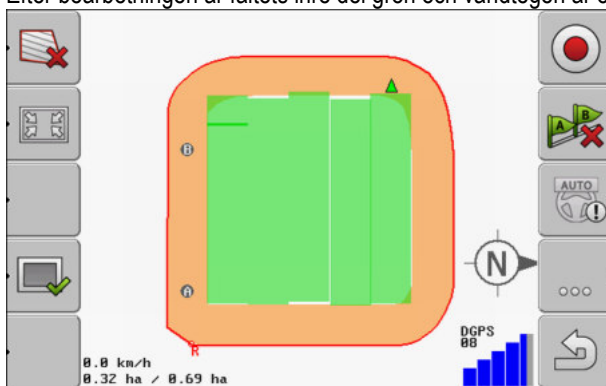 Efter bearbetningen är fältets inre del grön och vändtegen är o
B
A
B
A
AUTO
N
R
DGPS
08
0.0 km/h
0.32 ha / 0.69 ha